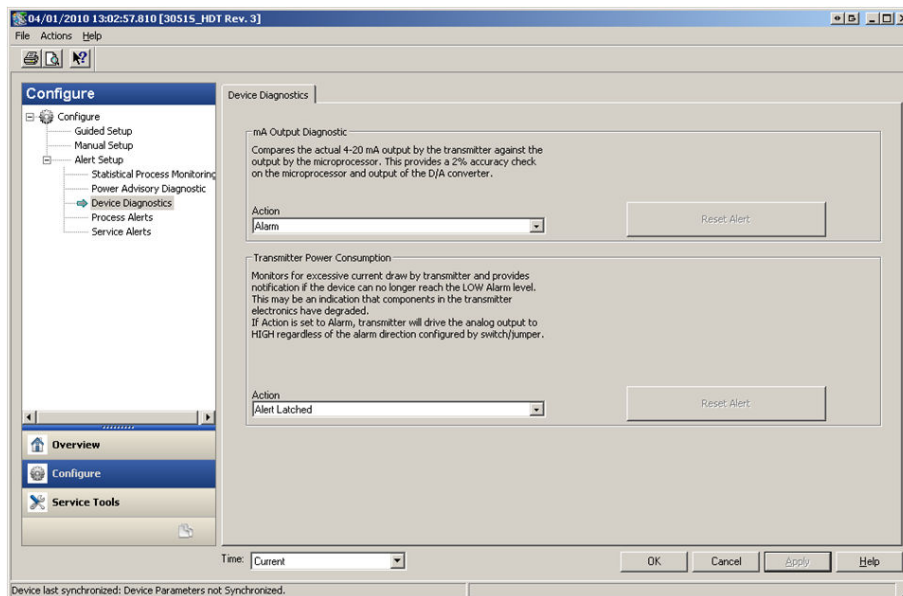 04/01/2010 13:02:57.810 [3051S_HDT Rev. 3]
File Actions Help
Configure
Configure
Guided Setup
Manual Setup
Alert Setup
Statistical Process Monitoring
Power Advisory Diagnostic
Device Diagnostics
Process Alerts
Service Alerts
Overview
Configure
Service Tools
Device Diagnostics
mA Output Diagnostic
Compares the actual 4-20 mA output by the transmitter against the
output by the microprocessor. This provides a 2% accuracy check
on the microprocessor and output of the D/A converter.
Action
Alarm
Reset Alert
Transmitter Power Consumption
Monitors for excessive current draw by transmitter and provides
notification if the device can no longer reach the LOW Alarm level.
This may be an indication that components in the transmitter
electronics have degraded.
If Action is set to Alarm, transmitter will drive the analog output to
HIGH regardless of the alarm direction configured by switch/jumper.
Action
Alert Latched
Reset Alert
Time: Current
OK Cancel Apply Help
Device last synchronized: Device Parameters not Synchronized.